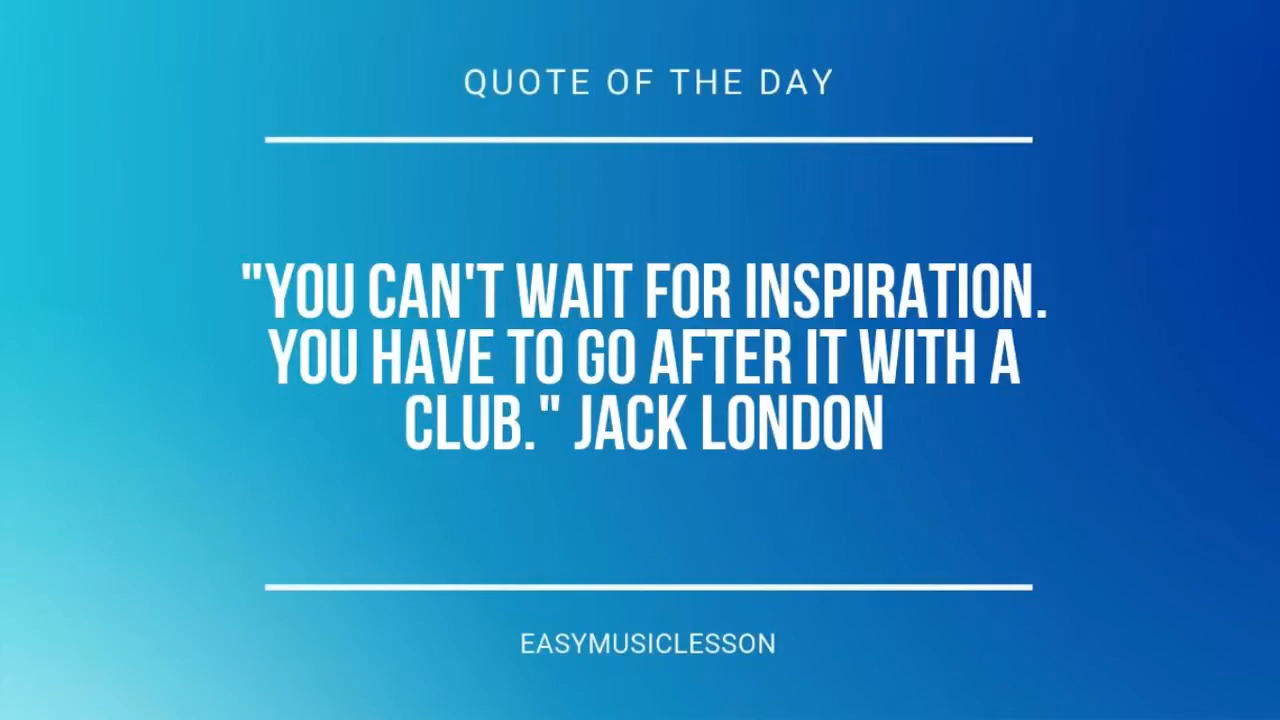 QUOTE OF THE DAY
"YOU CAN'T WAIT FOR INSPIRATION.
YOU HAVE TO GO AFTER IT WITH A
CLUB." JACK LONDON
EASYMUSICLESSON